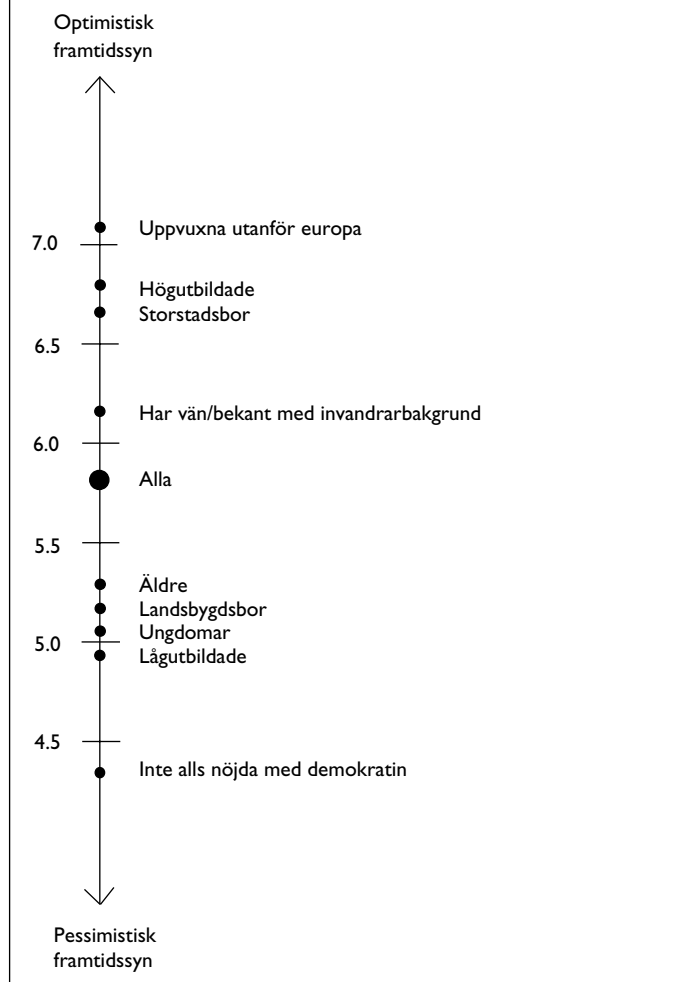 Optimistisk
framtidssyn
Uppvuxna utanför europa
7.0
Högutbildade
Storstadsbor
6.5
Har vän/bekant med invandrarbakgrund
6.0
Alla
5.5
Äldre
Landsbygdsbor
Ungdomar
5.0
Lågutbildade
4.5
Inte alls nöjda med demokratin
Pessimistisk
framtidssyn